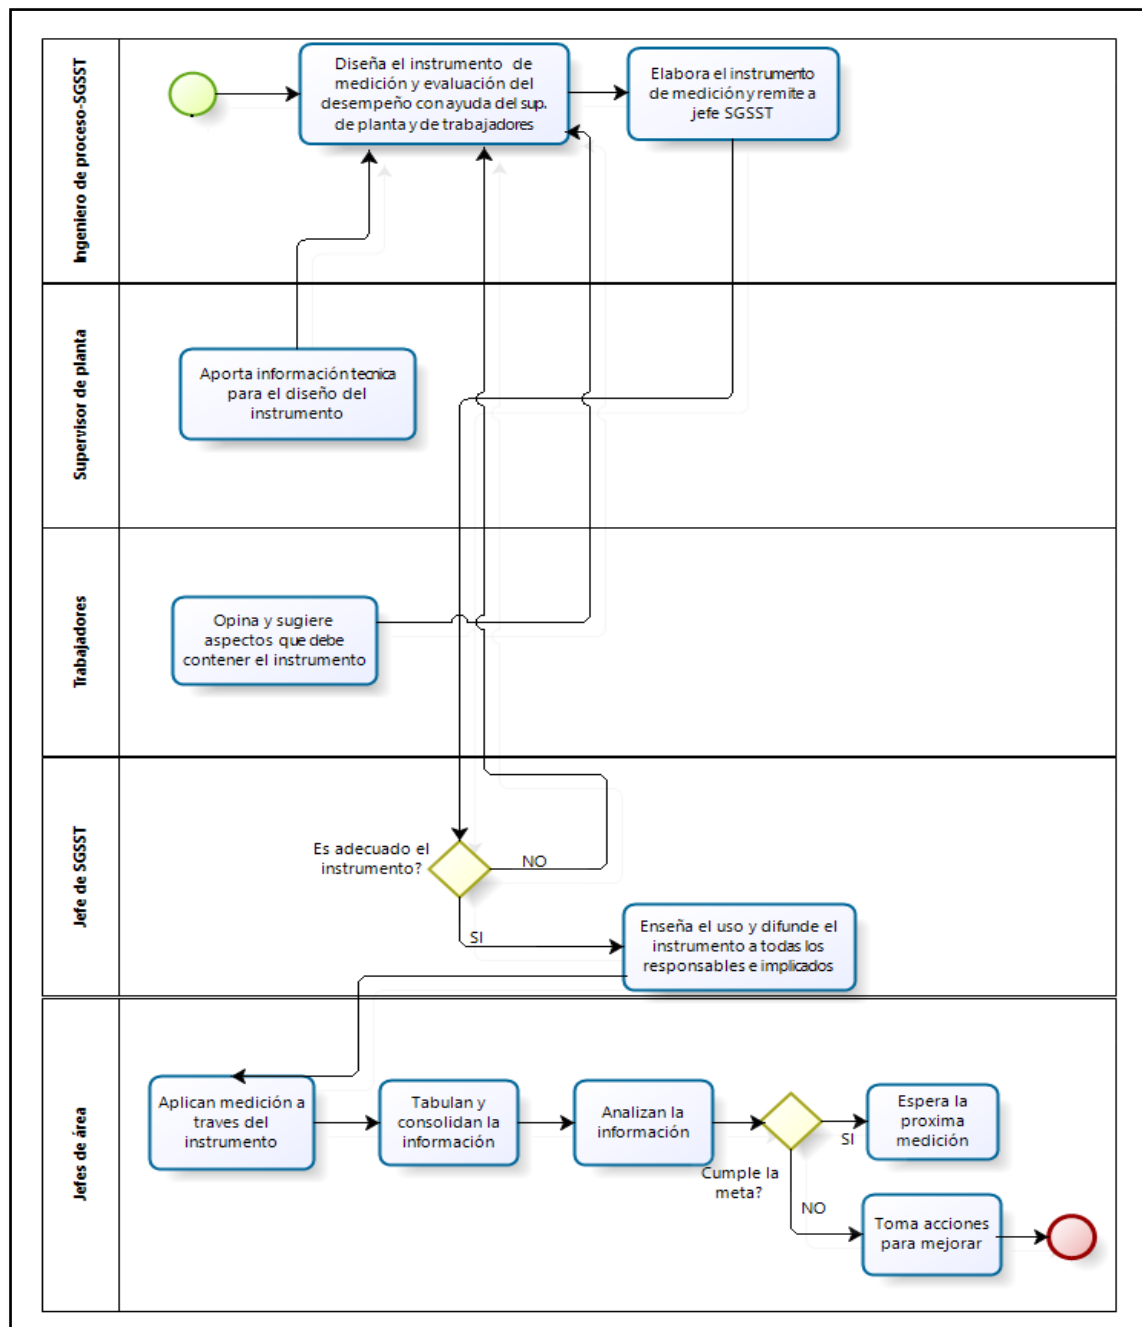 Ingeniero de proceso-SGSST
Diseña el instrumento de
medición y evaluación del
desempeño con ayuda del sup.
de planta y de trabajadores
Elabora el instrumento
de medición y remite a
jefe SGSST
Supervisor de planta
Aporta información tecnica
para el diseño del
instrumento
Trabajadores
Opina y sugiere
aspectos que debe
contener el instrumento
Jefe de SGSST
Es adecuado el
instrumento?
NO
SI
Enseña el uso y difunde el
instrumento a todas los
responsables e implicados
Jefes de área
Aplican medición a
traves del
instrumento
Tabulan y
consolidan la
información
Analizan la
información
Cumple la
meta?
SI
Espera la
proxima
medición
NO
Toma acciones
para mejorar